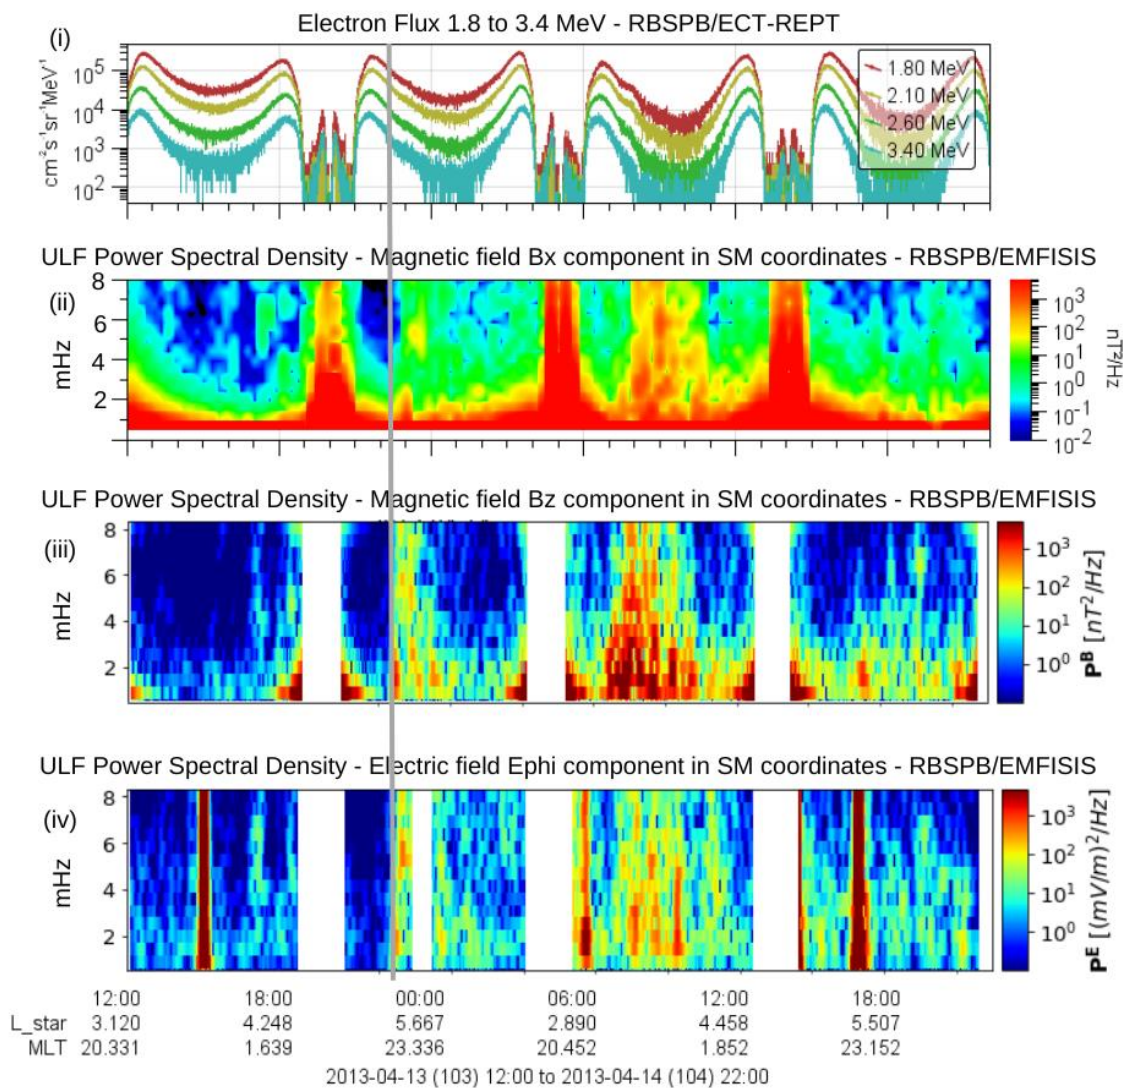 Electron Flux 1.8 to 3.4 MeV - RBSPB/ECT-REPT
(i)
cm⁻²s⁻¹sr⁻¹MeV⁻¹
10⁵
10⁴
10³
10²
1.80 MeV
2.10 MeV
2.60 MeV
3.40 MeV
ULF Power Spectral Density - Magnetic field Bx component in SM coordinates - RBSPB/EMFISIS
(ii)
mHz
8
6
4
2
10³
10²
10¹
10⁰
10⁻¹
10⁻²
nT²/Hz
ULF Power Spectral Density - Magnetic field Bz component in SM coordinates - RBSPB/EMFISIS
(iii)
mHz
8
6
4
2
10³
10²
10¹
10⁰
P^B [nT²/Hz]
ULF Power Spectral Density - Electric field Ephi component in SM coordinates - RBSPB/EMFISIS
(iv)
mHz
8
6
4
2
10³
10²
10¹
10⁰
P^E [(mV/m)²/Hz]
12:00 18:00 00:00 06:00 12:00 18:00
L_star 3.120 4.248 5.667 2.890 4.458 5.507
MLT 20.331 1.639 23.336 20.452 1.852 23.152
2013-04-13 (103) 12:00 to 2013-04-14 (104) 22:00